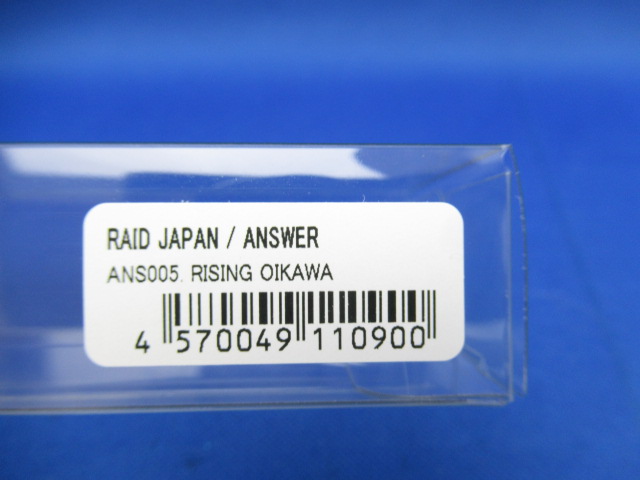 RAID JAPAN / ANSWER
ANS005. RISING OIKAWA
4 570049 110900